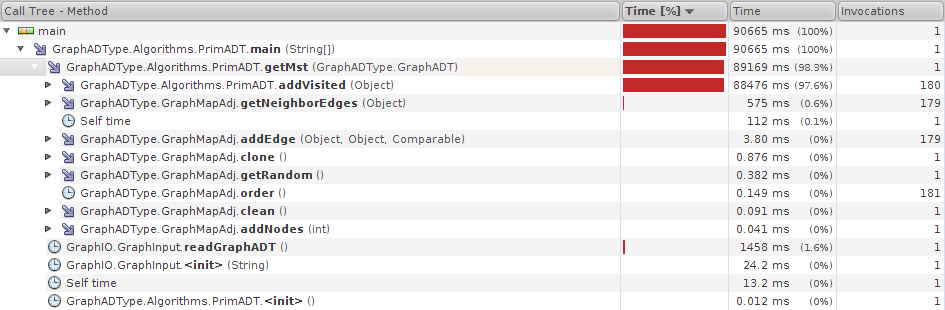 Call Tree - Method Time [%] Time Invocations
main 90665 ms (100%) 1
GraphADType.Algorithms.PrimADT.main (String[]) 90665 ms (100%) 1
GraphADType.Algorithms.PrimADT.getMst (GraphADType.GraphADT) 89169 ms (98.3%) 1
GraphADType.Algorithms.PrimADT.addVisited (Object) 88476 ms (97.6%) 180
GraphADType.GraphMapAdj.getNeighborEdges (Object) 575 ms (0.6%) 179
Self time 112 ms (0.1%) 1
GraphADType.GraphMapAdj.addEdge (Object, Object, Comparable) 3.80 ms (0%) 179
GraphADType.GraphMapAdj.clone () 0.876 ms (0%) 1
GraphADType.GraphMapAdj.getRandom () 0.382 ms (0%) 1
GraphADType.GraphMapAdj.order () 0.149 ms (0%) 181
GraphADType.GraphMapAdj.clean () 0.091 ms (0%) 1
GraphADType.GraphMapAdj.addNodes (int) 0.041 ms (0%) 1
GraphIO.GraphInput.readGraphADT () 1458 ms (1.6%) 1
GraphIO.GraphInput.<init> (String) 24.2 ms (0%) 1
Self time 13.2 ms (0%) 1
GraphADType.Algorithms.PrimADT.<init> () 0.012 ms (0%) 1